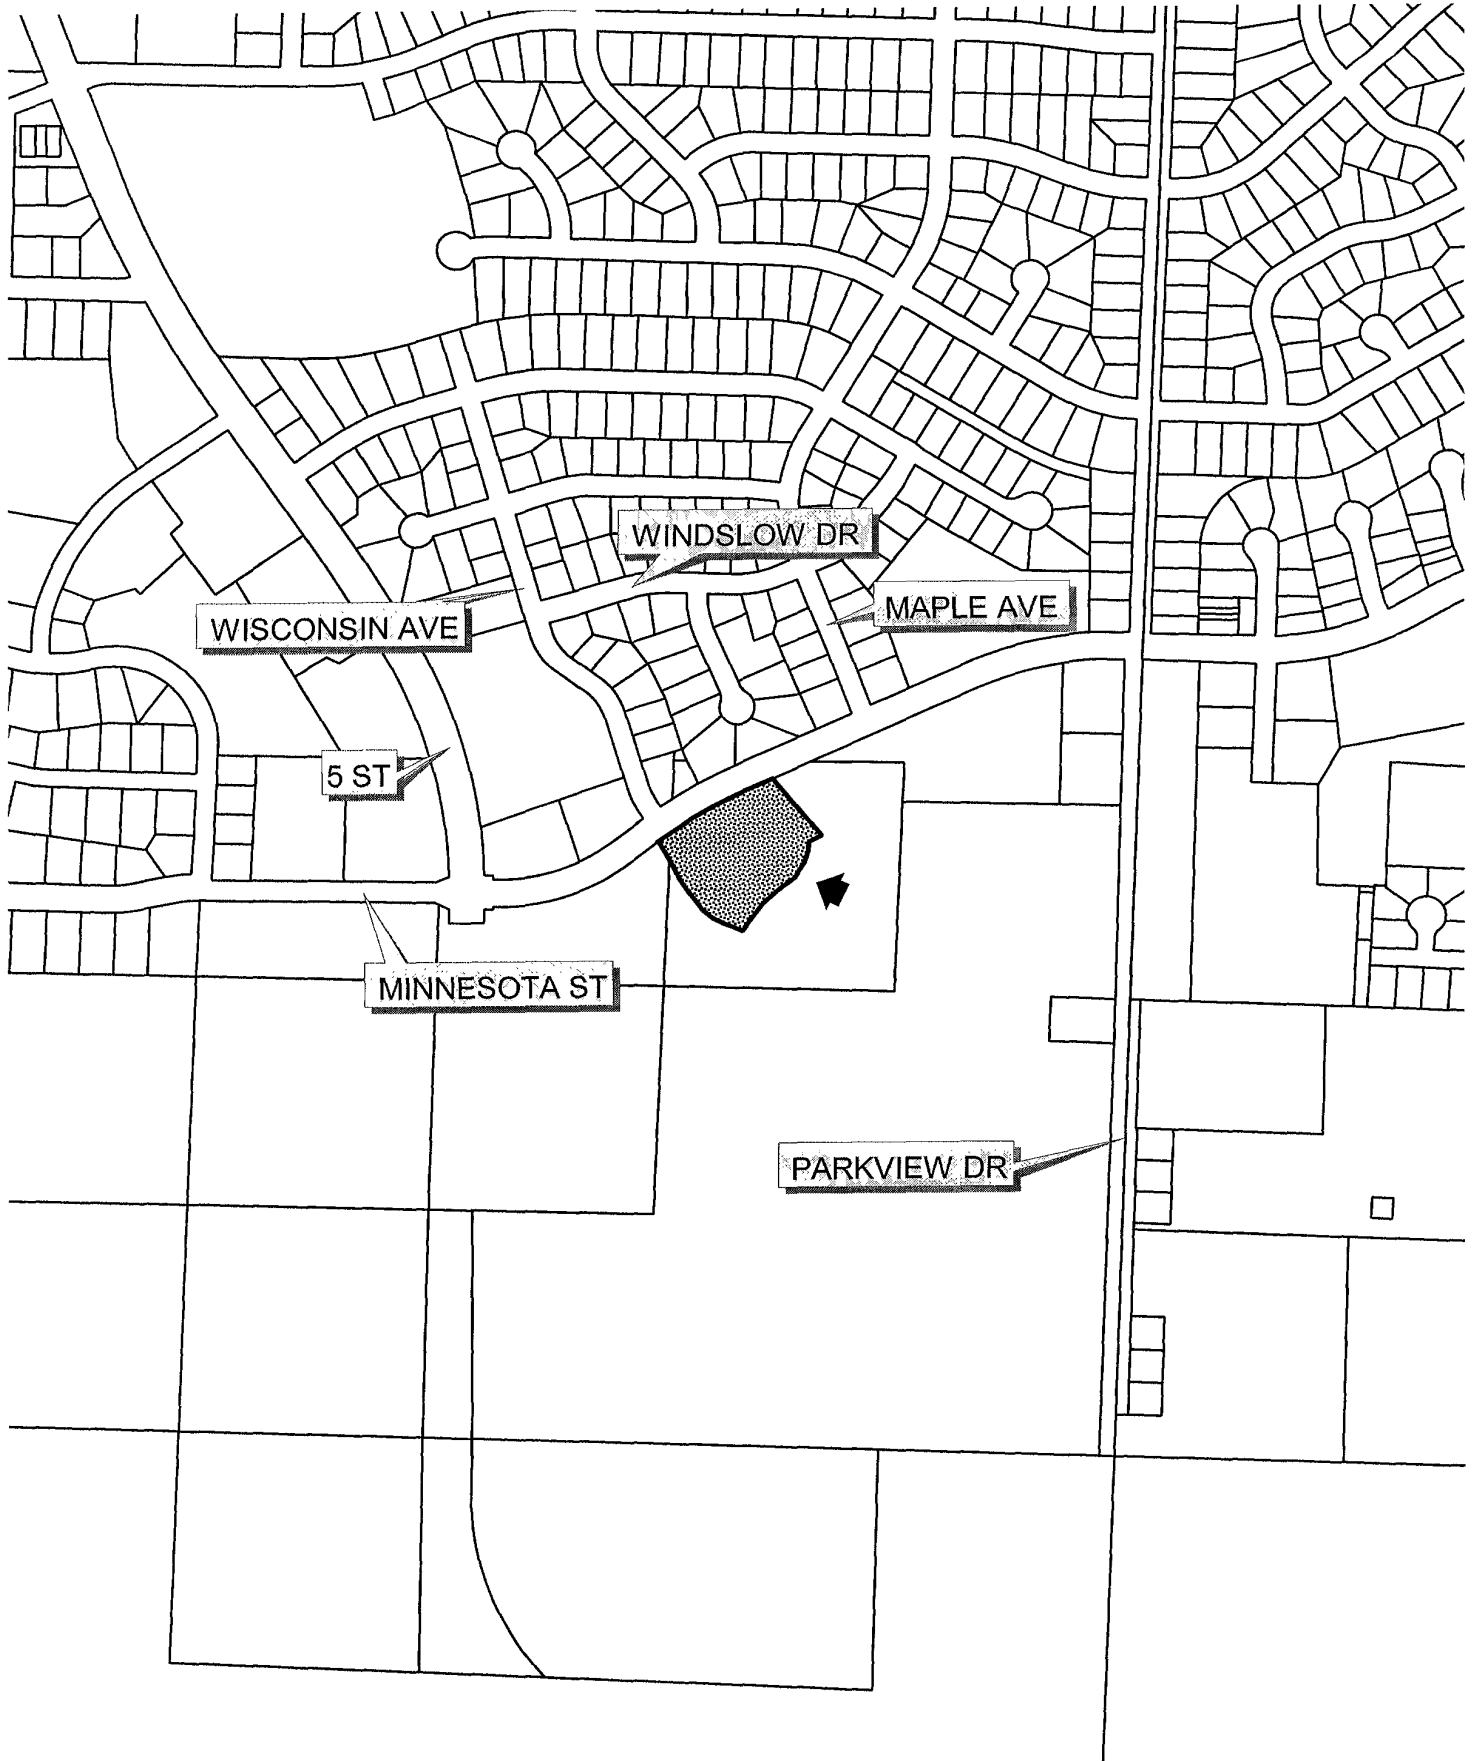 WINDSLOW DR
MAPLE AVE
WISCONSIN AVE
5 ST
MINNESOTA ST
PARKVIEW DR